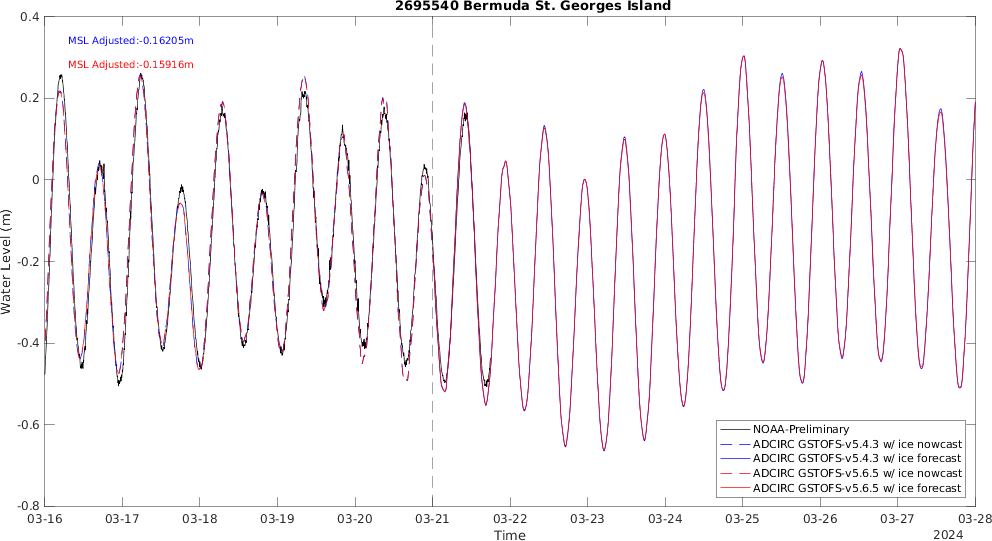 2695540 Bermuda St. Georges Island
MSL Adjusted:-0.16205m
MSL Adjusted:-0.15916m
0.4
0.2
0
-0.2
-0.4
-0.6
-0.8
Water Level (m)
NOAA-Preliminary
ADCIRC GSTOFS-v5.4.3 w/ ice nowcast
ADCIRC GSTOFS-v5.4.3 w/ ice forecast
ADCIRC GSTOFS-v5.6.5 w/ ice nowcast
ADCIRC GSTOFS-v5.6.5 w/ ice forecast
03-16 03-17 03-18 03-19 03-20 03-21 03-22 03-23 03-24 03-25 03-26 03-27 03-28
Time
2024